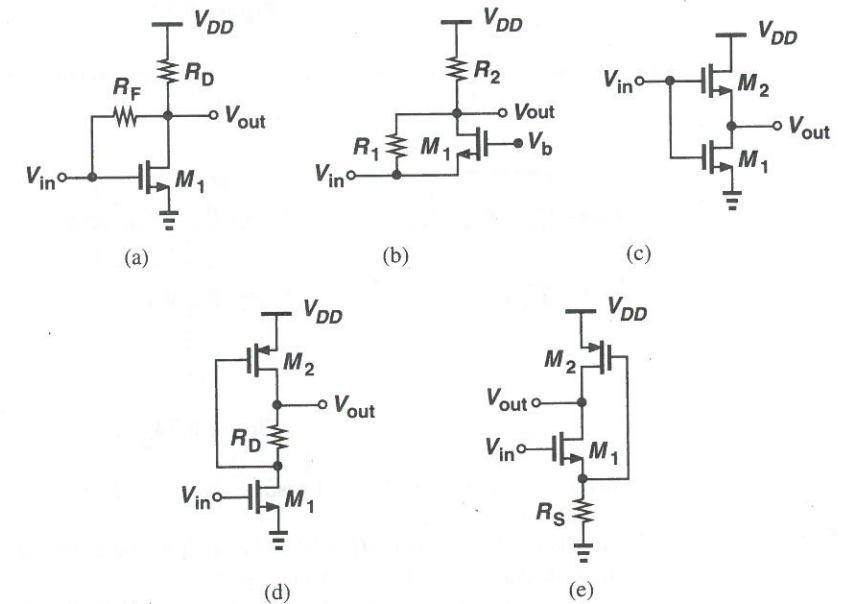 V_DD
R_D
R_F
V_out
V_in
M_1
(a)
V_DD
R_2
V_out
R_1
M_1
V_b
V_in
(b)
V_DD
V_in
M_2
V_out
M_1
(c)
V_DD
M_2
V_out
R_D
V_in
M_1
(d)
V_DD
M_2
V_out
V_in
M_1
R_S
(e)